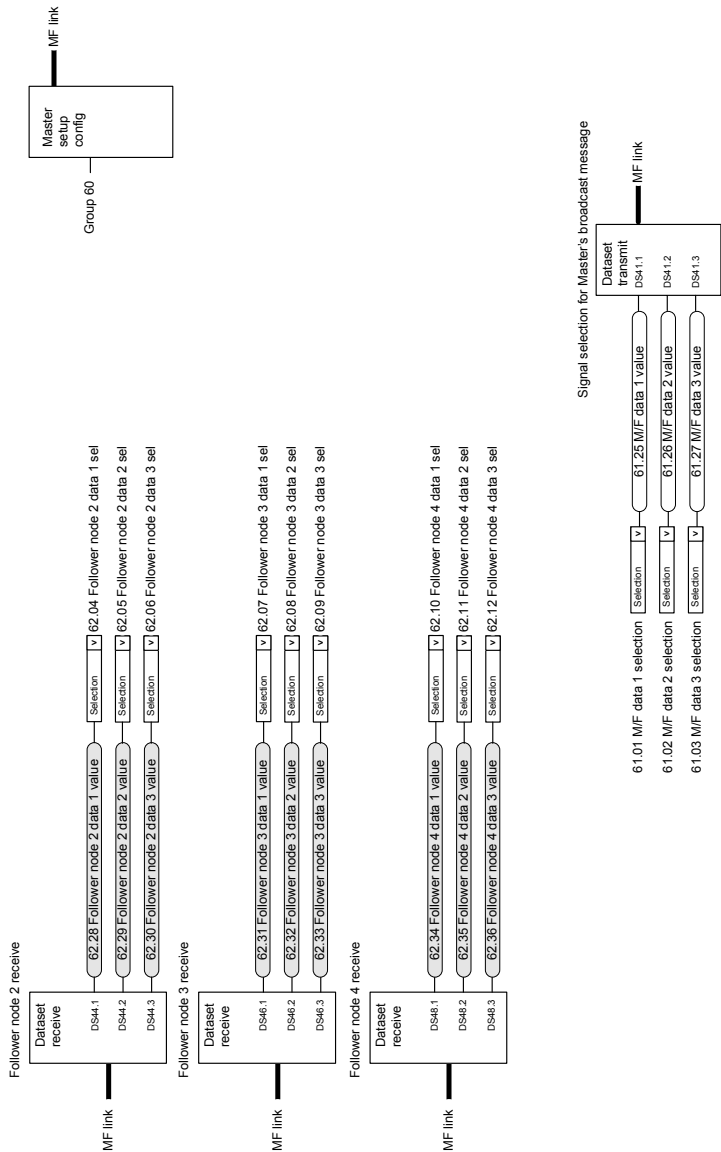 Follower node 2 receive
Dataset
receive
MF link
DS44.1
62.28 Follower node 2 data 1 value
Selection
v
62.04 Follower node 2 data 1 sel
DS44.2
62.29 Follower node 2 data 2 value
Selection
v
62.05 Follower node 2 data 2 sel
DS44.3
62.30 Follower node 2 data 3 value
Selection
v
62.06 Follower node 2 data 3 sel
Master
setup
config
Group 60
MF link
Follower node 3 receive
Dataset
receive
MF link
DS46.1
62.31 Follower node 3 data 1 value
Selection
v
62.07 Follower node 3 data 1 sel
DS46.2
62.32 Follower node 3 data 2 value
Selection
v
62.08 Follower node 3 data 2 sel
DS46.3
62.33 Follower node 3 data 3 value
Selection
v
62.09 Follower node 3 data 3 sel
Follower node 4 receive
Dataset
receive
MF link
DS48.1
62.34 Follower node 4 data 1 value
Selection
v
62.10 Follower node 4 data 1 sel
DS48.2
62.35 Follower node 4 data 2 value
Selection
v
62.11 Follower node 4 data 2 sel
DS48.3
62.36 Follower node 4 data 3 value
Selection
v
62.12 Follower node 4 data 3 sel
Signal selection for Master's broadcast message
Dataset
transmit
61.01 M/F data 1 selection
Selection
v
61.25 M/F data 1 value
DS41.1
MF link
61.02 M/F data 2 selection
Selection
v
61.26 M/F data 2 value
DS41.2
61.03 M/F data 3 selection
Selection
v
61.27 M/F data 3 value
DS41.3